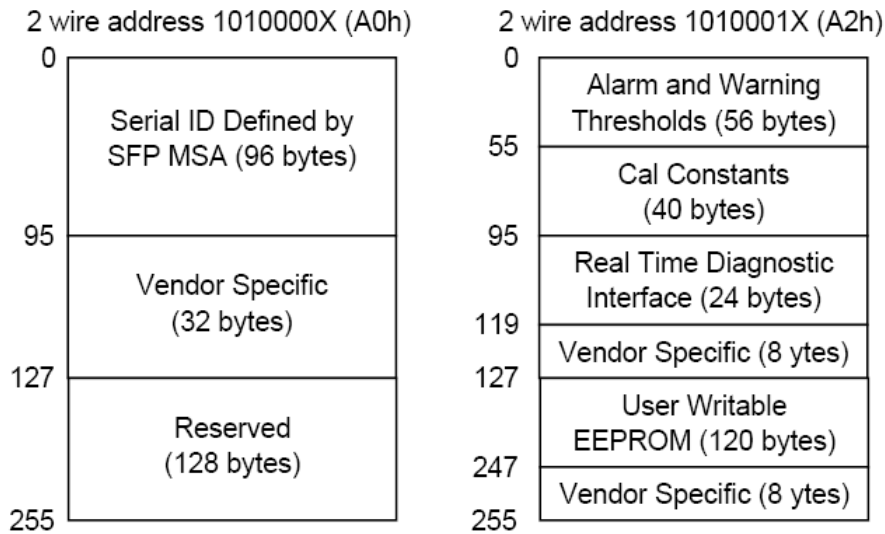 2 wire address 1010000X (A0h)
0
Serial ID Defined by
SFP MSA (96 bytes)
95
Vendor Specific
(32 bytes)
127
Reserved
(128 bytes)
255
2 wire address 1010001X (A2h)
0
Alarm and Warning
Thresholds (56 bytes)
55
Cal Constants
(40 bytes)
95
Real Time Diagnostic
Interface (24 bytes)
119
Vendor Specific (8 ytes)
127
User Writable
EEPROM (120 bytes)
247
Vendor Specific (8 ytes)
255